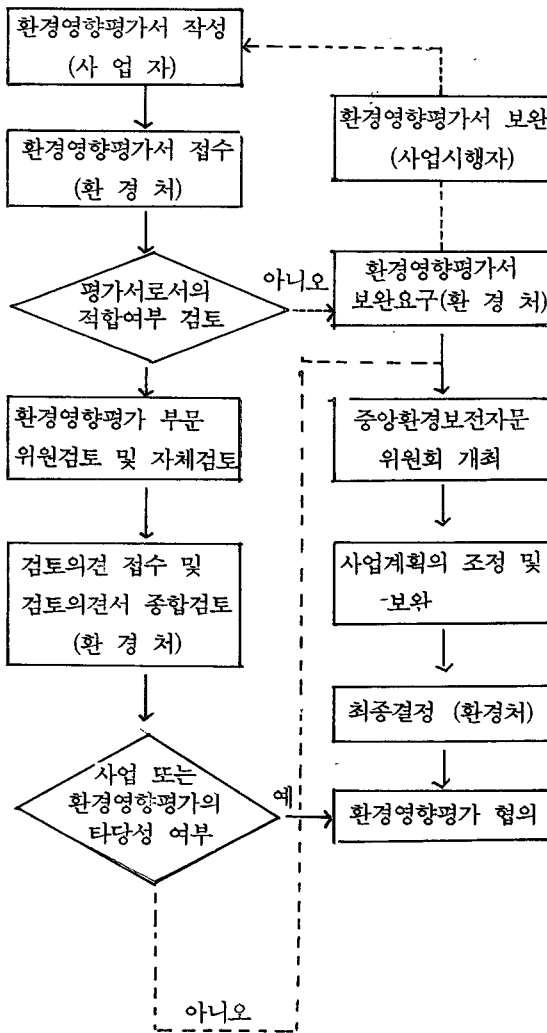 환경영향평가서 작성
(사 업 자)
환경영향평가서 접수
(환 경 처)
평가서로서의
적합여부 검토
아니오
환경영향평가 부문
위원검토 및 자체검토
검토의견 접수 및
검토의견서 종합검토
(환 경 처)
사업 또는
환경영향평가의
타당성 여부
예
아니오
환경영향평가서 보완
(사업시행자)
환경영향평가서
보완요구(환 경 처)
중앙환경보전자문
위원회 개최
사업계획의 조정 및
보완
최종결정 (환경처)
환경영향평가 협의